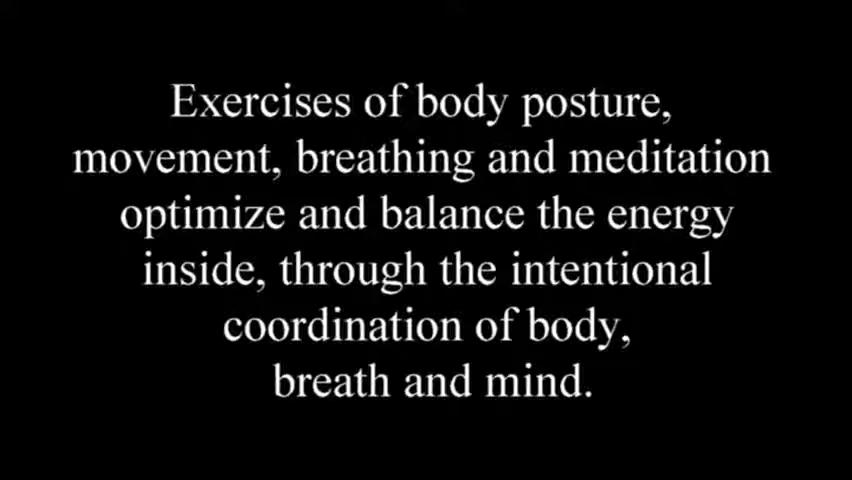 Exercises of body posture,
movement, breathing and meditation
optimize and balance the energy
inside, through the intentional
coordination of body,
breath and mind.